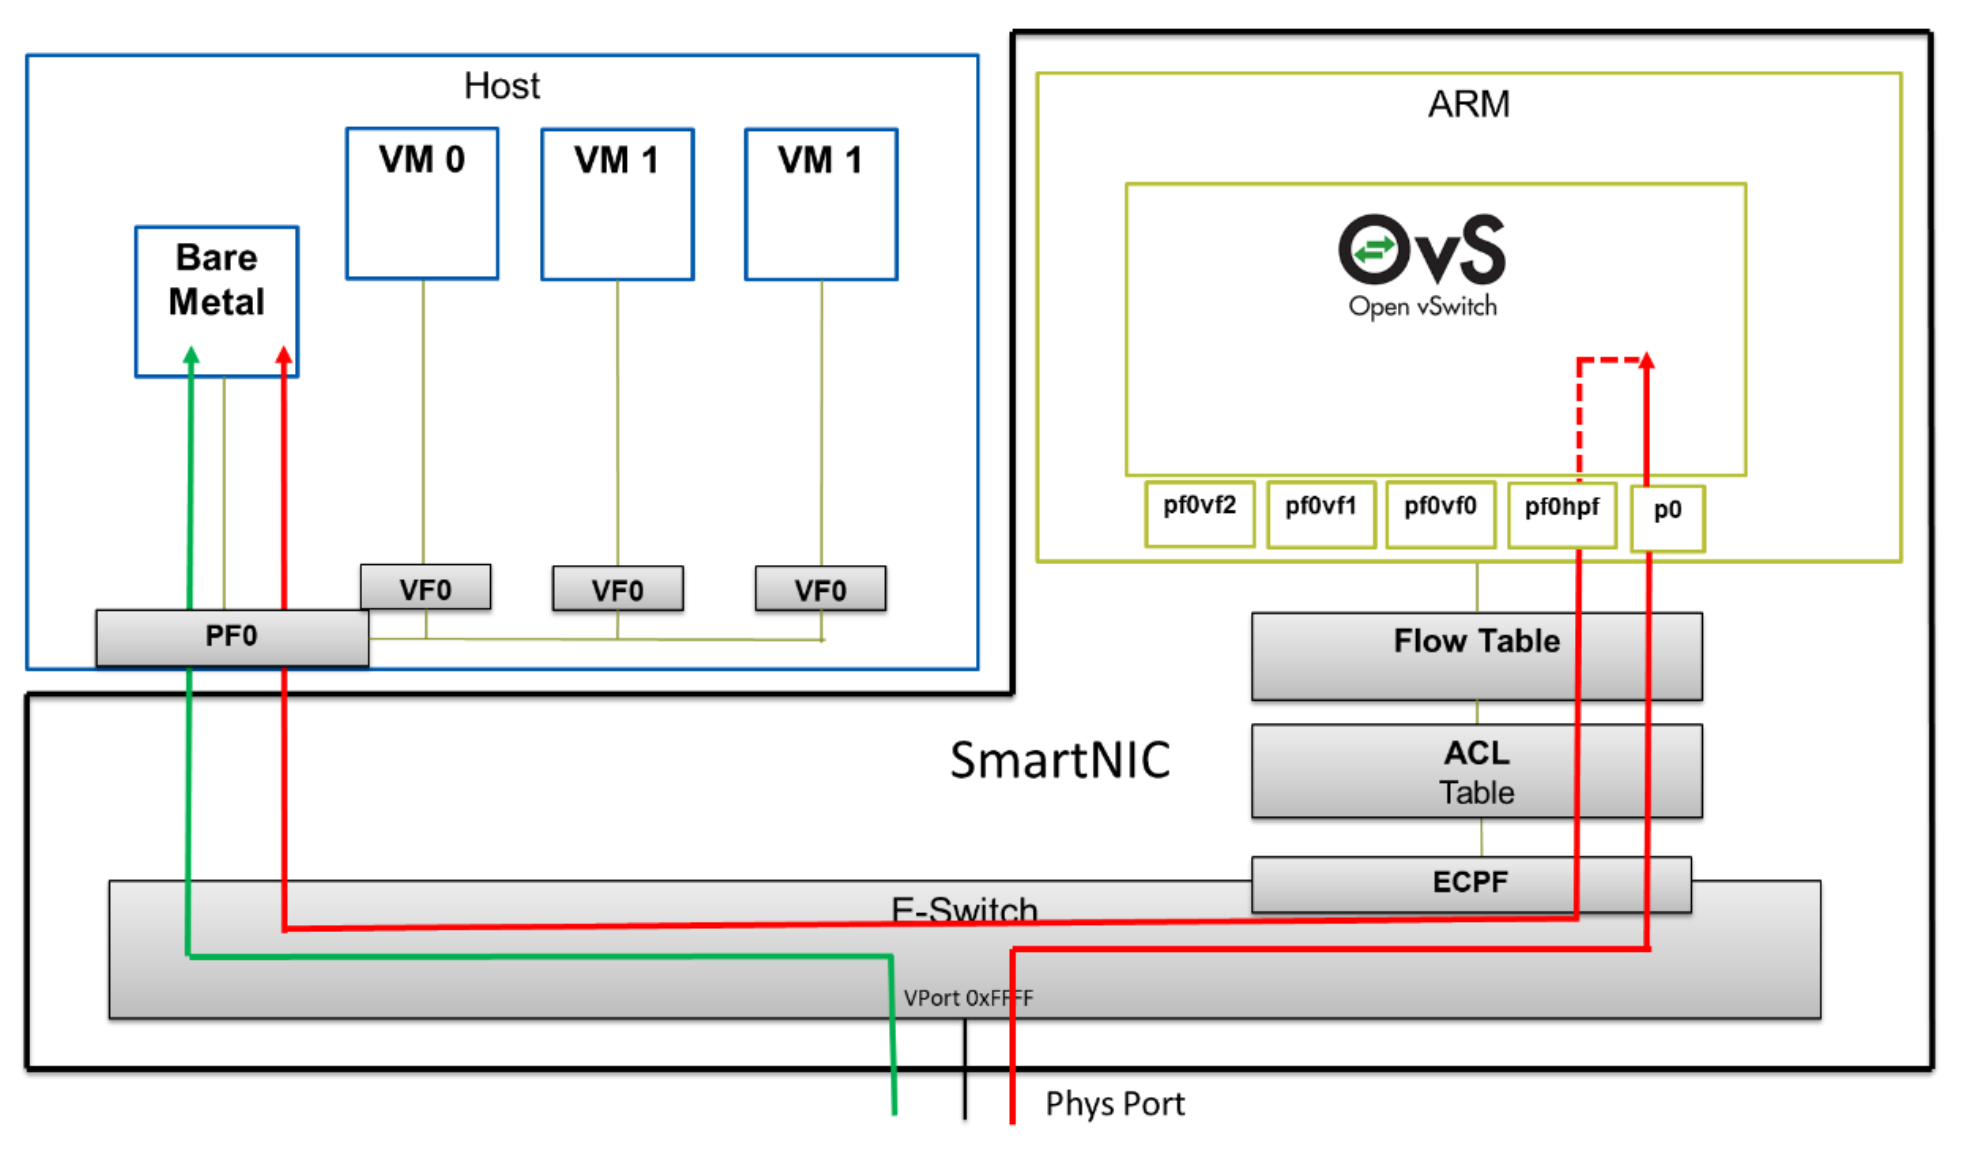 Host
VM 0
VM 1
VM 1
Bare
Metal
VF0
VF0
VF0
PF0
ARM
OvS
Open vSwitch
pf0vf2
pf0vf1
pf0vf0
pf0hpf
p0
Flow Table
ACL
Table
SmartNIC
ECPF
E-Switch
VPort 0xFFFF
Phys Port